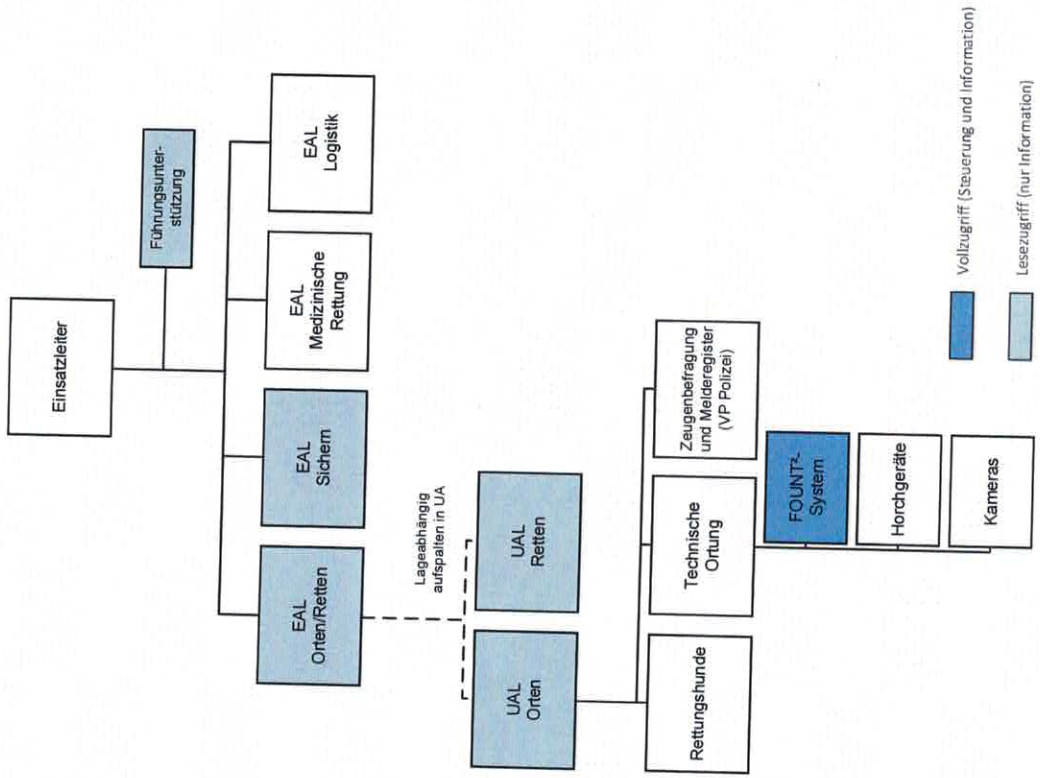 Einsatzleiter
Führungsunter-
stützung
EAL
Orten/Retten
EAL
Sichern
EAL
Medizinische
Rettung
EAL
Logistik
Lageabhängig
aufspalten in UA
UAL
Orten
UAL
Retten
Rettungshunde
Technische
Ortung
Zeugenbefragung
und Melderegister
(VP Polizei)
FOUNT²-
System
Horchgeräte
Kameras
Vollzugriff (Steuerung und Information)
Lesezugriff (nur Information)